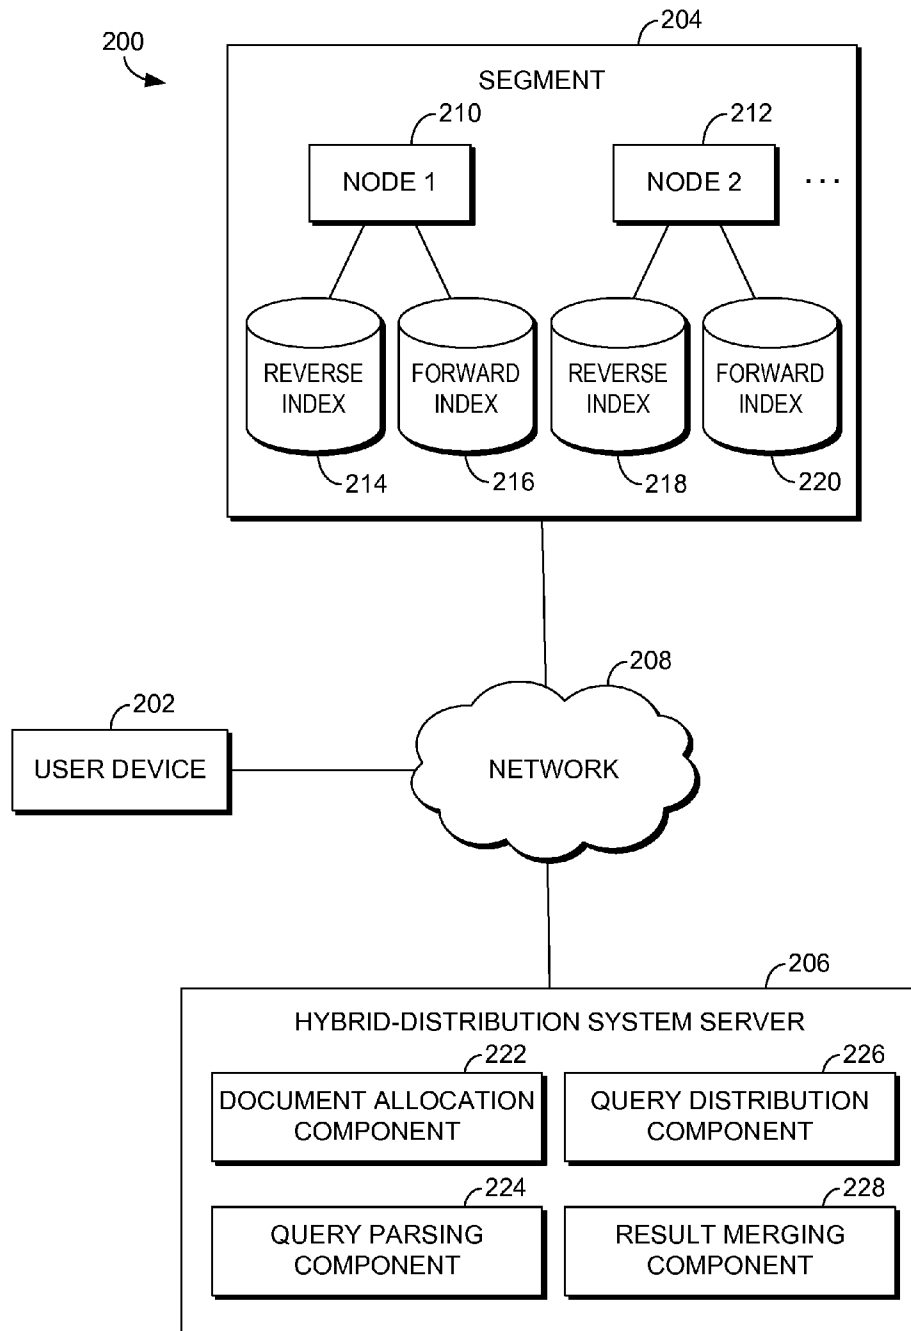 200
204
SEGMENT
210
212
NODE 1
NODE 2
. . .
REVERSE
INDEX
FORWARD
INDEX
REVERSE
INDEX
FORWARD
INDEX
214
216
218
220
208
202
USER DEVICE
NETWORK
206
HYBRID-DISTRIBUTION SYSTEM SERVER
222
226
DOCUMENT ALLOCATION
COMPONENT
QUERY DISTRIBUTION
COMPONENT
224
228
QUERY PARSING
COMPONENT
RESULT MERGING
COMPONENT